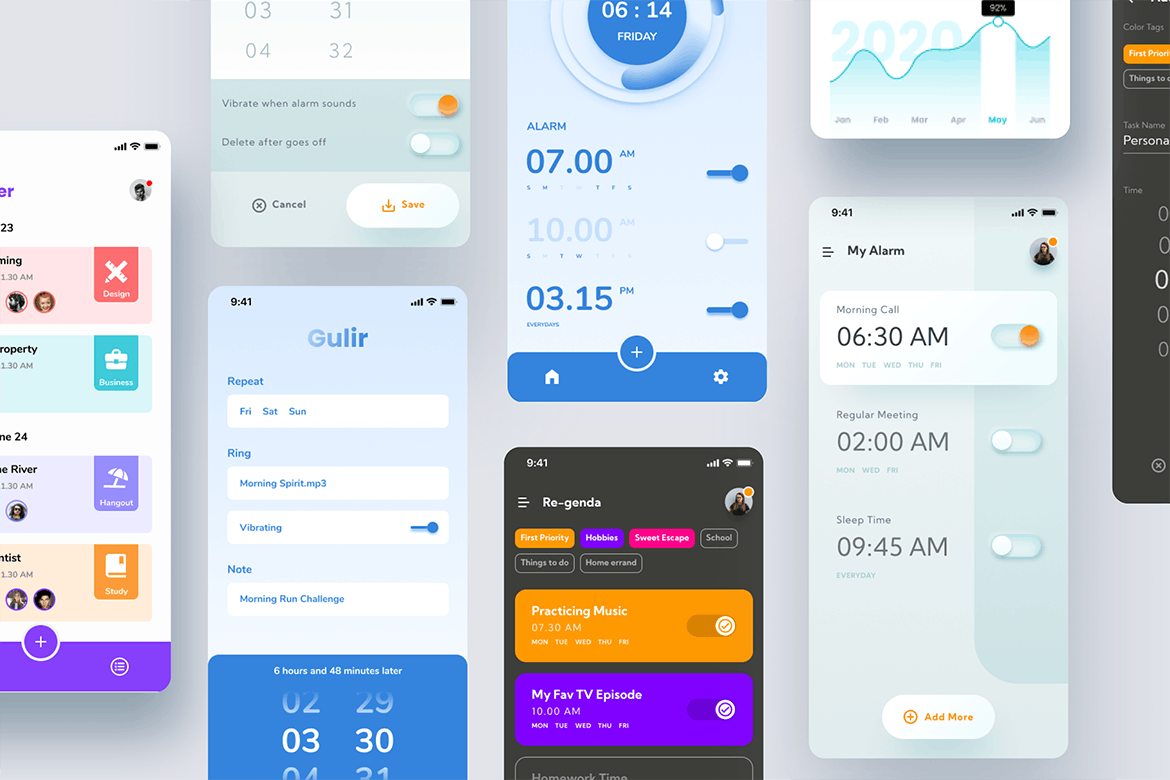 er
23
ming
1.30 AM
Design
roperty
1.30 AM
Business
ne 24
e River
1.30 AM
Hangout
ntist
1.30 AM
Study
03 31
04 32
Vibrate when alarm sounds
Delete after goes off
Cancel
Save
9:41
Gulir
Repeat
Fri Sat Sun
Ring
Morning Spirit.mp3
Vibrating
Note
Morning Run Challenge
6 hours and 48 minutes later
02 29
03 30
04 31
06 : 14
FRIDAY
ALARM
07.00 AM
S M T W T F S
10.00 AM
S M T W T F S
03.15 PM
EVERYDAYS
9:41
Re-genda
First Priority Hobbies Sweet Escape School
Things to do Home errand
Practicing Music
07.30 AM
MON TUE WED THU FRI
My Fav TV Episode
10.00 AM
MON TUE WED THU FRI
Homework Time
92%
2020
Jan Feb Mar Apr May Jun
9:41
My Alarm
Morning Call
06:30 AM
MON TUE WED THU FRI
Regular Meeting
02:00 AM
MON WED FRI
Sleep Time
09:45 AM
EVERYDAY
Add More
Color Tags
First Priorit
Things to d
Task Name
Persona
Time
0
0
0
0
0